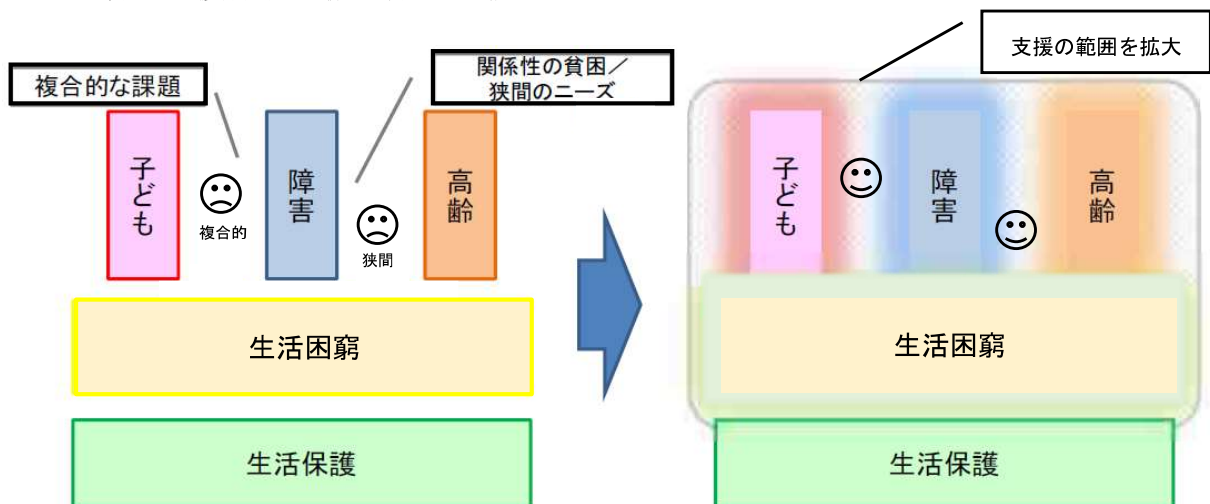 複合的な課題
関係性の貧困／
狭間のニーズ
子ども
障害
高齢
複合的
狭間
生活困窮
生活保護
支援の範囲を拡大
子ども
障害
高齢
生活困窮
生活保護